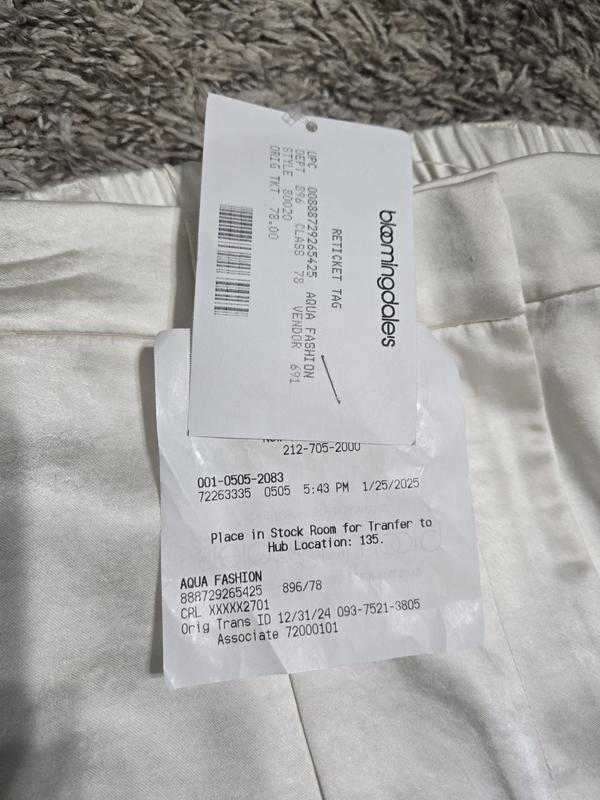 bloomingdale's
RETICKET TAG
UPC 00888729265425 AQUA FASHION
DEPT 896 CLASS 78 VENDOR 691
STYLE 80020
ORIG TKT 78.00
212-705-2000
001-0505-2083
72263335 0505 5:43 PM 1/25/2025
Place in Stock Room for Tranfer to
Hub Location: 135.
AQUA FASHION
888729265425 896/78
CRL XXXXX2701
Orig Trans ID 12/31/24 093-7521-3805
Associate 72000101